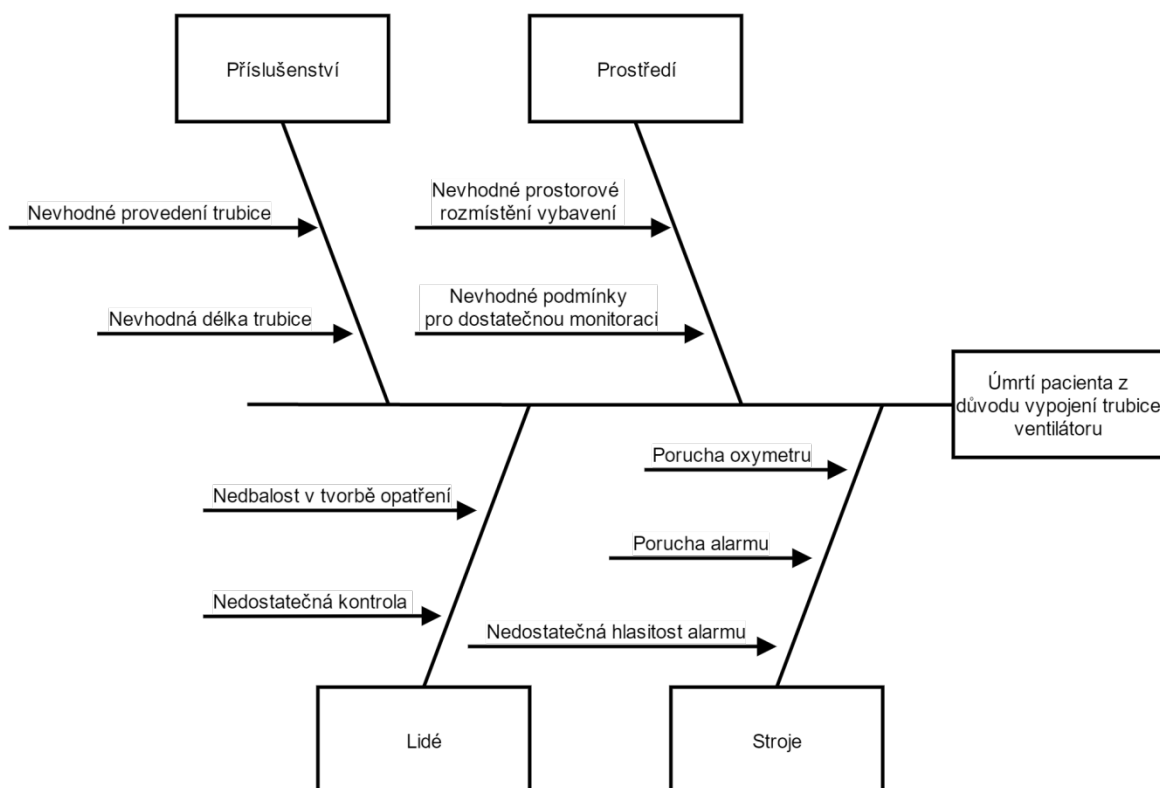 Příslušenství
Prostředí
Nevhodné provedení trubice
Nevhodné prostorové
rozmístění vybavení
Nevhodná délka trubice
Nevhodné podmínky
pro dostatečnou monitoraci
Úmrtí pacienta z
důvodu vypojení trubice
ventilátoru
Porucha oxymetru
Nedbalost v tvorbě opatření
Porucha alarmu
Nedostatečná kontrola
Nedostatečná hlasitost alarmu
Lidé
Stroje